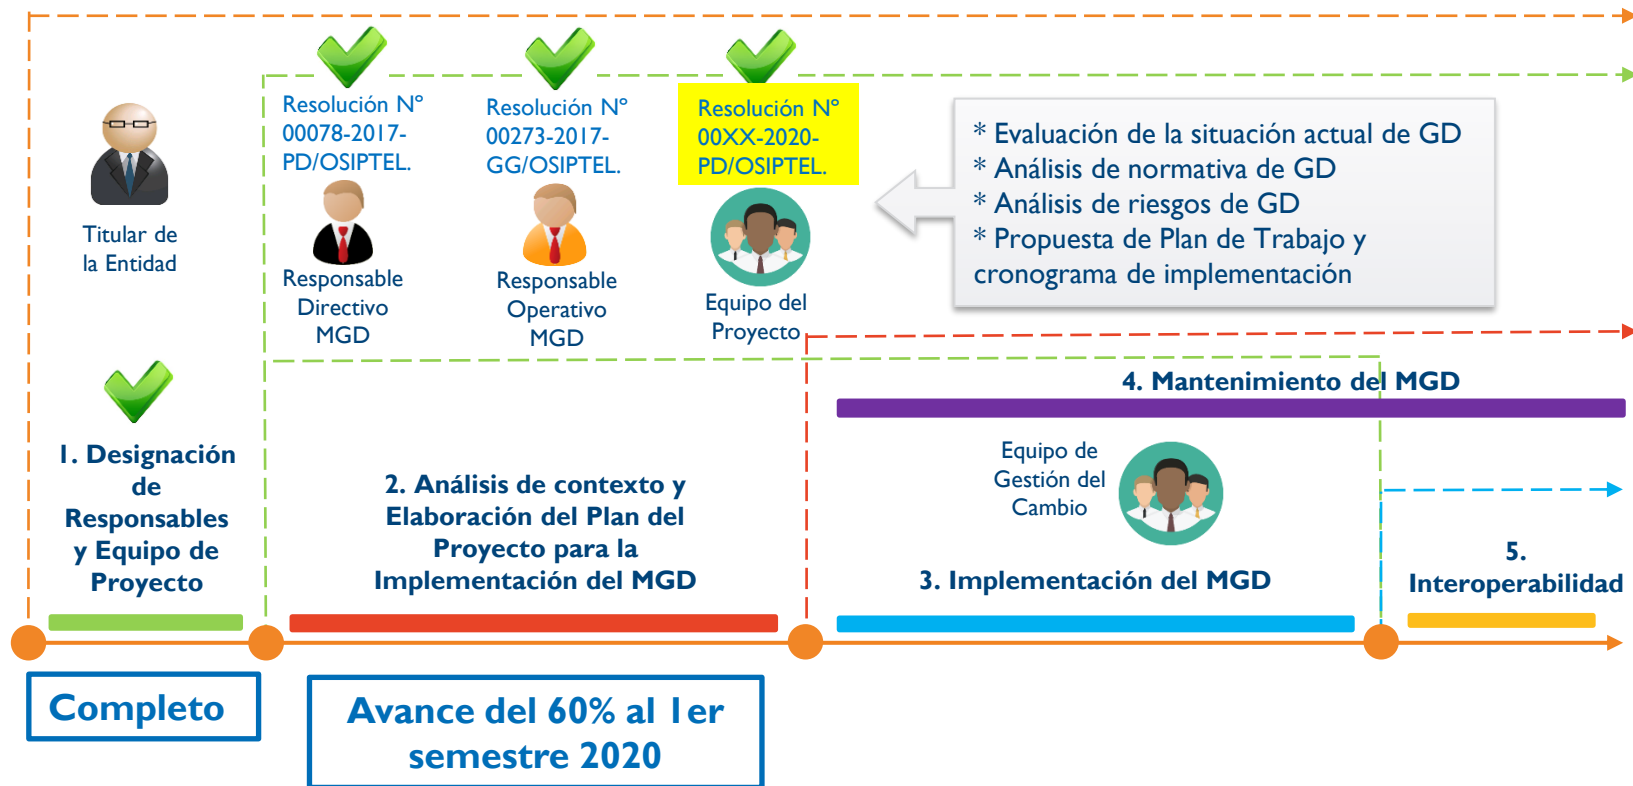 Resolución Nº
00078-2017-
PD/OSIPTEL.
Resolución Nº
00273-2017-
GG/OSIPTEL.
Resolución Nº
00XX-2020-
PD/OSIPTEL.
* Evaluación de la situación actual de GD
* Análisis de normativa de GD
* Análisis de riesgos de GD
* Propuesta de Plan de Trabajo y
cronograma de implementación
Titular de
la Entidad
Responsable
Directivo
MGD
Responsable
Operativo
MGD
Equipo del
Proyecto
4. Mantenimiento del MGD
1. Designación
de
Responsables
y Equipo de
Proyecto
2. Análisis de contexto y
Elaboración del Plan del
Proyecto para la
Implementación del MGD
Equipo de
Gestión del
Cambio
3. Implementación del MGD
5.
Interoperabilidad
Completo
Avance del 60% al 1er
semestre 2020